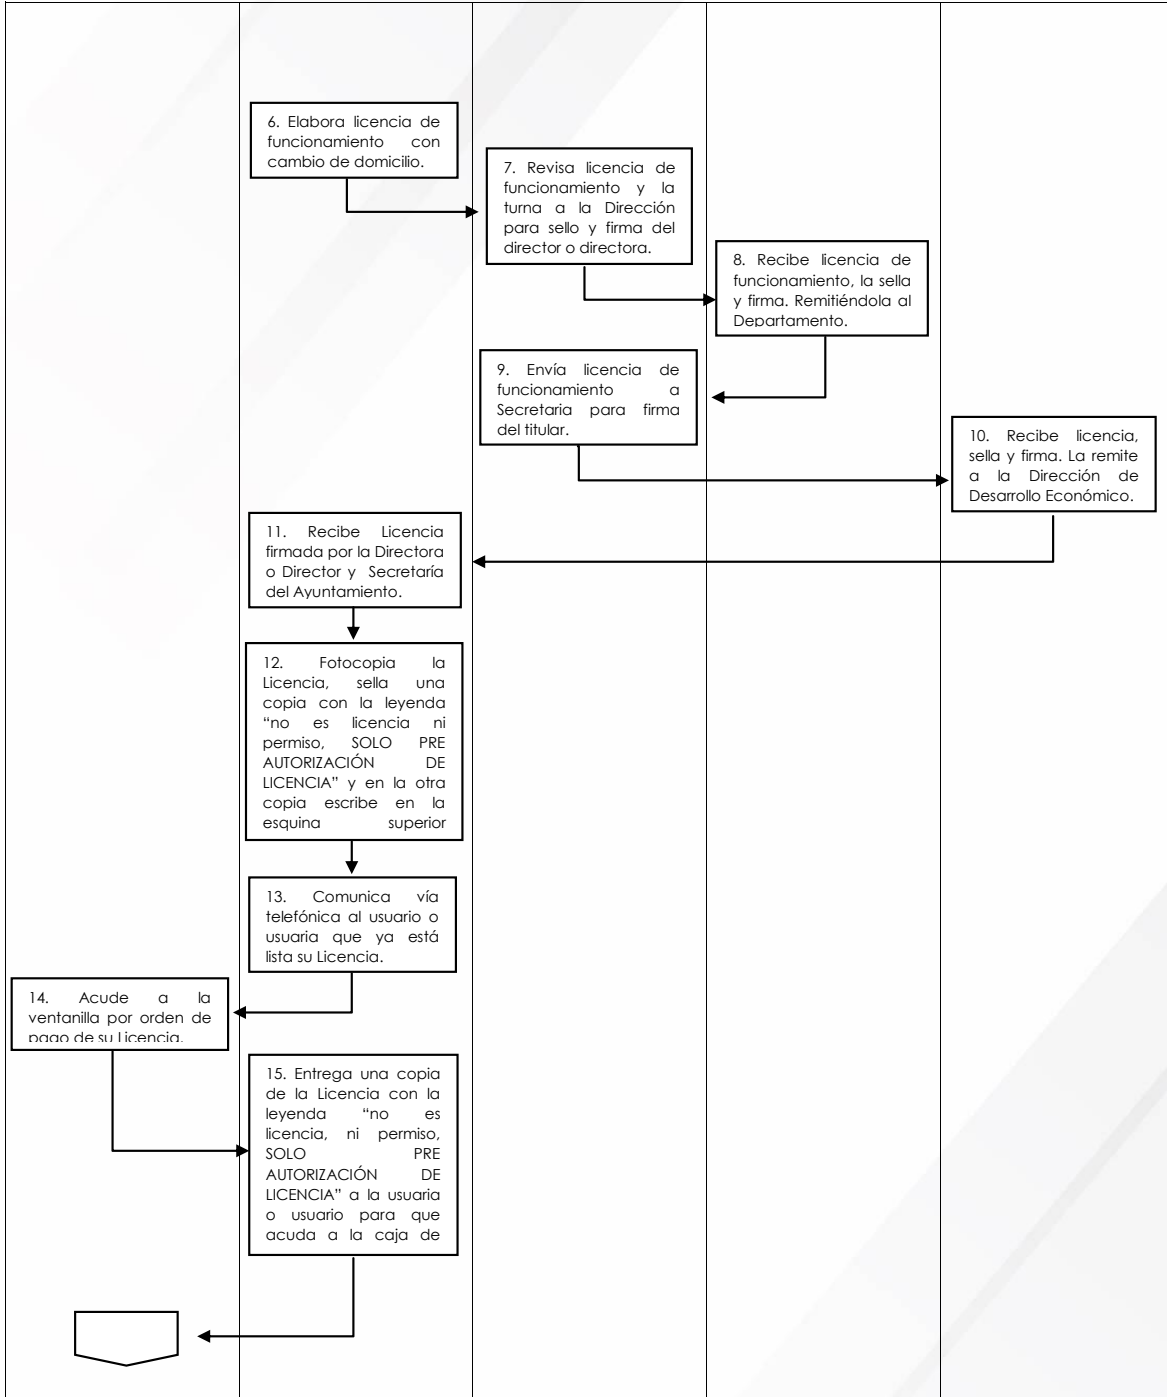 6. Elabora licencia de
funcionamiento con
cambio de domicilio.
7. Revisa licencia de
funcionamiento y la
turna a la Dirección
para sello y firma del
director o directora.
8. Recibe licencia de
funcionamiento, la sella
y firma. Remitiéndola al
Departamento.
9. Envía licencia de
funcionamiento a
Secretaria para firma
del titular.
10. Recibe licencia,
sella y firma. La remite
a la Dirección de
Desarrollo Económico.
11. Recibe Licencia
firmada por la Directora
o Director y Secretaría
del Ayuntamiento.
12. Fotocopia la
Licencia, sella una
copia con la leyenda
“no es licencia ni
permiso, SOLO PRE
AUTORIZACIÓN DE
LICENCIA” y en la otra
copia escribe en la
esquina superior
13. Comunica vía
telefónica al usuario o
usuaria que ya está
lista su Licencia.
14. Acude a la
ventanilla por orden de
pago de su Licencia.
15. Entrega una copia
de la Licencia con la
leyenda “no es
licencia, ni permiso,
SOLO PRE
AUTORIZACIÓN DE
LICENCIA” a la usuaria
o usuario para que
acuda a la caja de